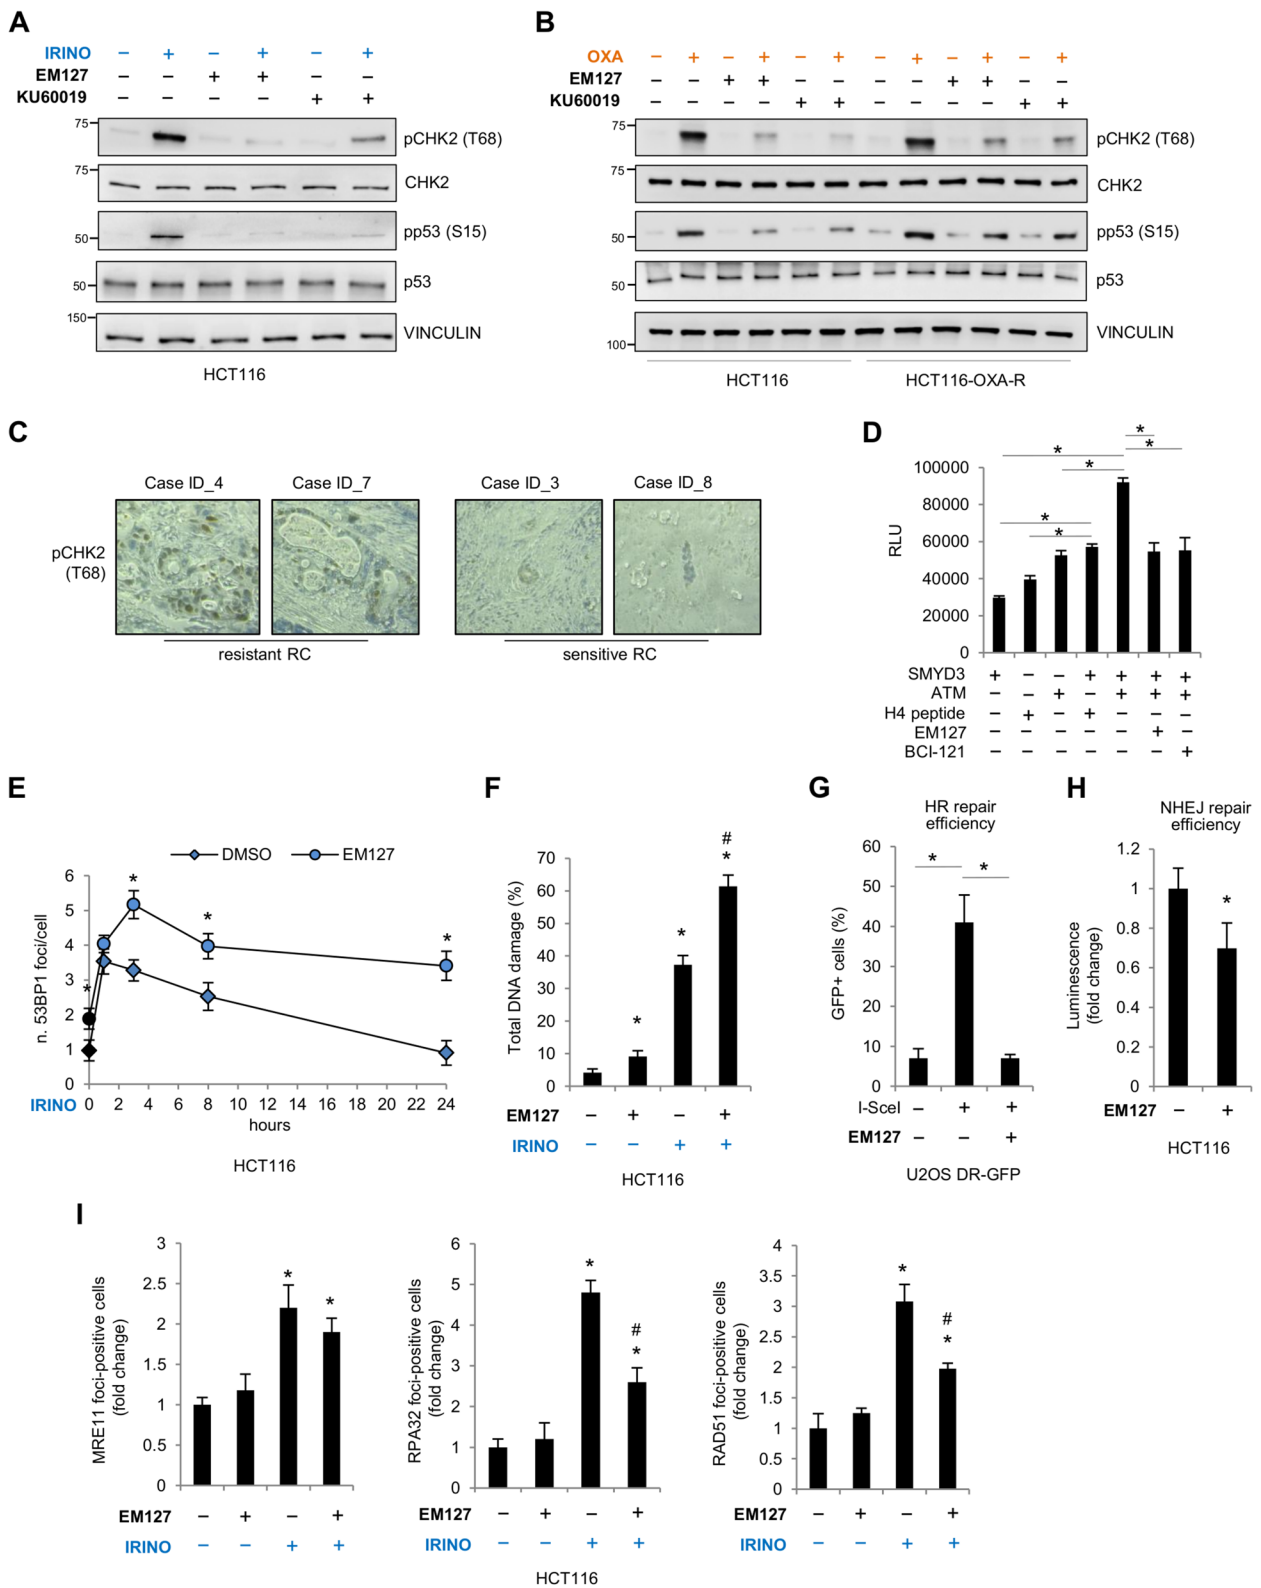 A
IRINO – + – + – +
EM127 – – + + – –
KU60019 – – – – + +
75
pCHK2 (T68)
75
CHK2
50
pp53 (S15)
50
p53
150
VINCULIN
HCT116
B
OXA – + – + – + – + – + – +
EM127 – – + + – – – – + + – –
KU60019 – – – – + + – – – – + +
75
pCHK2 (T68)
75
CHK2
50
pp53 (S15)
50
p53
100
VINCULIN
HCT116 HCT116-OXA-R
C
Case ID_4 Case ID_7 Case ID_3 Case ID_8
pCHK2
(T68)
resistant RC sensitive RC
D
* *
* *
* *
RLU
100000
80000
60000
40000
20000
0
SMYD3 + – – + + + +
ATM – – + – + + +
H4 peptide – + – + – – –
EM127 – – – – – + –
BCI-121 – – – – – – +
E
DMSO EM127
n. 53BP1 foci/cell
6
5
4
3
2
1
0
* * * *
IRINO 0 2 4 6 8 10 12 14 16 18 20 22 24
hours
HCT116
F
Total DNA damage (%)
70
60
50
40
30
20
10
0
#
* * *
EM127 – + – +
IRINO – – + +
HCT116
G
HR repair
efficiency
GFP+ cells (%)
60
50
40
30
20
10
0
* *
I-SceI – + +
EM127 – – +
U2OS DR-GFP
H
NHEJ repair
efficiency
Luminescence
(fold change)
1.2
1
0.8
0.6
0.4
0.2
0
*
EM127 – +
HCT116
I
MRE11 foci-positive cells
(fold change)
3
2.5
2
1.5
1
0.5
0
* *
EM127 – + – +
IRINO – – + +
RPA32 foci-positive cells
(fold change)
6
5
4
3
2
1
0
*
#
*
EM127 – + – +
IRINO – – + +
HCT116
RAD51 foci-positive cells
(fold change)
4
3.5
3
2.5
2
1.5
1
0.5
0
*
#
*
EM127 – + – +
IRINO – – + +